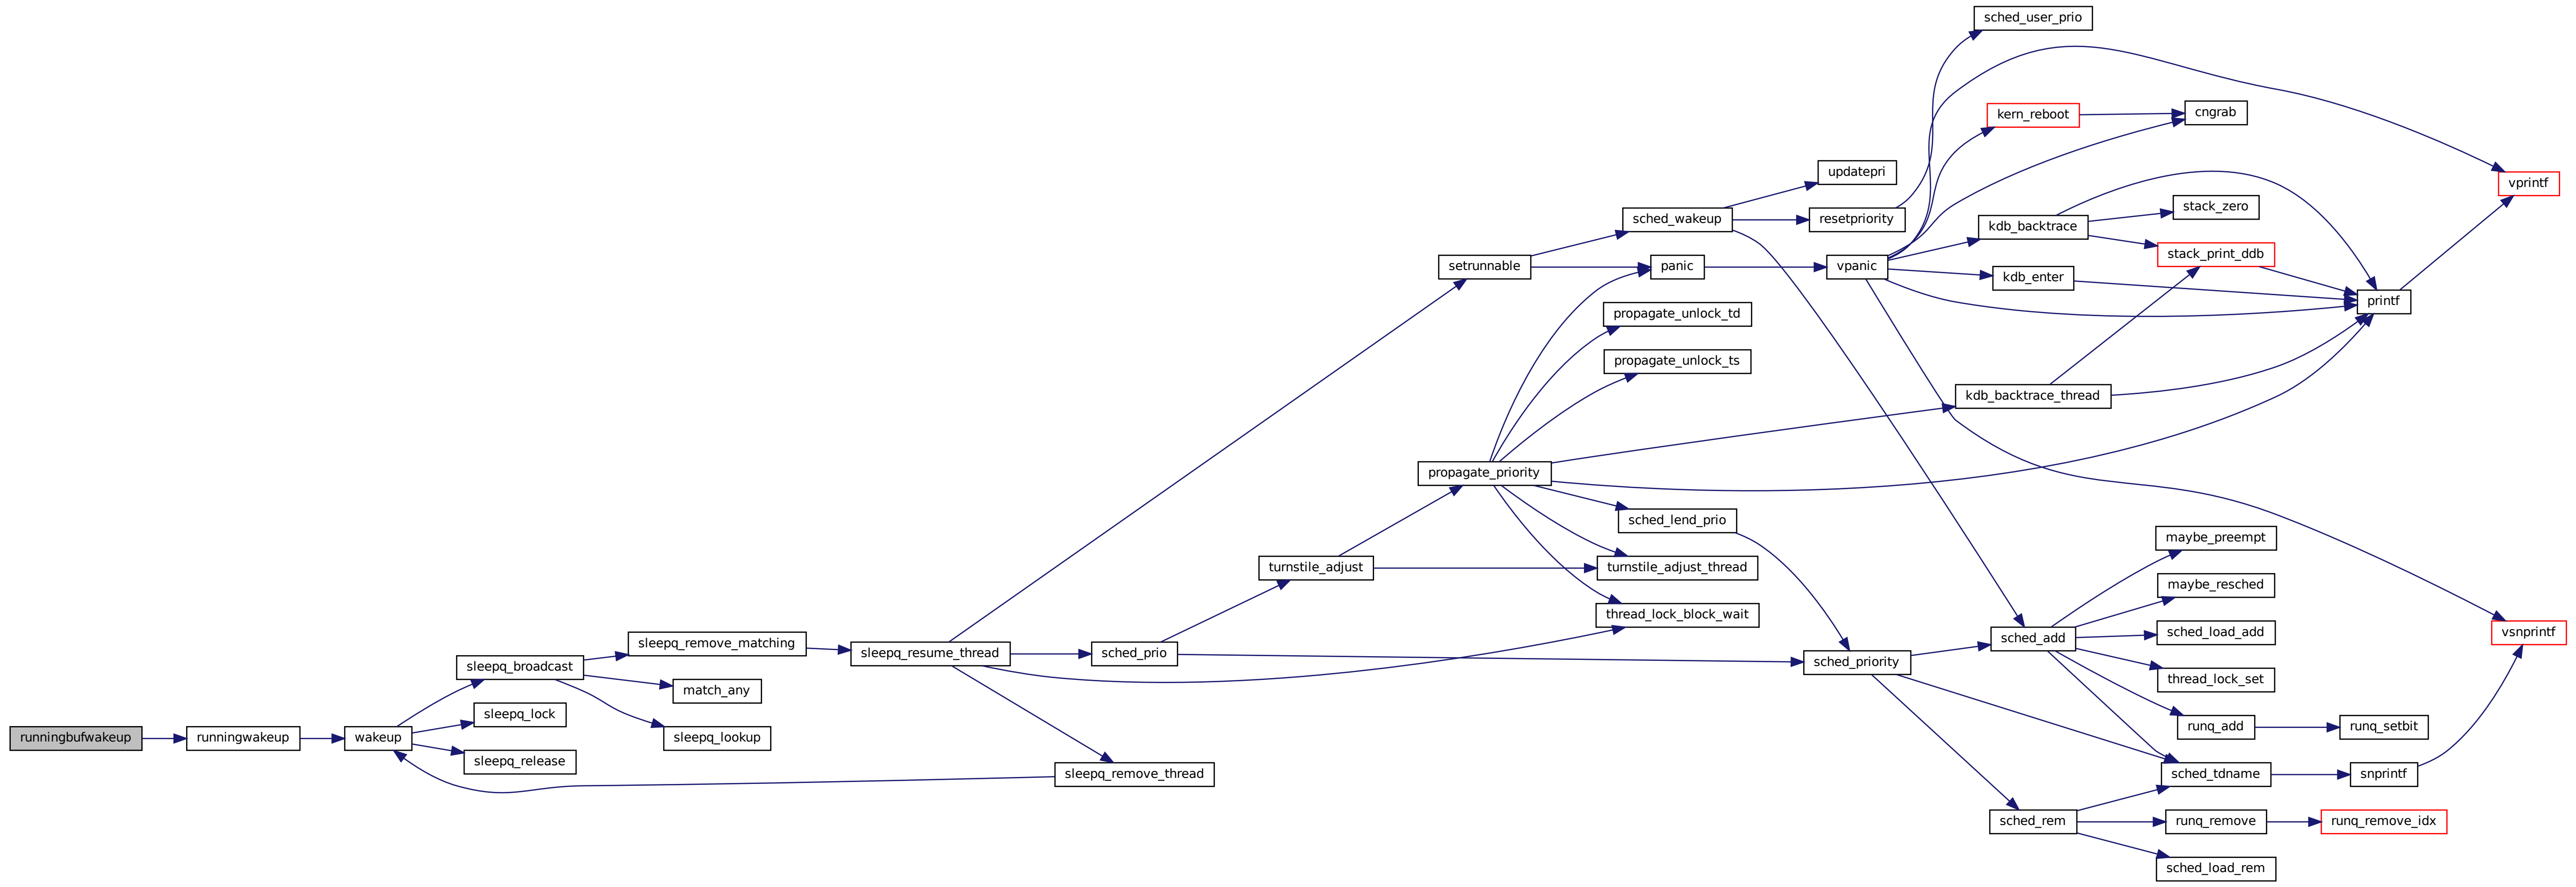 runningbufwakeup
runningwakeup
wakeup
sleepq_broadcast
sleepq_lock
sleepq_release
sleepq_remove_matching
match_any
sleepq_lookup
sleepq_resume_thread
sched_prio
sleepq_remove_thread
turnstile_adjust
setrunnable
propagate_priority
sched_wakeup
panic
propagate_unlock_td
propagate_unlock_ts
sched_lend_prio
turnstile_adjust_thread
thread_lock_block_wait
updatepri
resetpriority
vpanic
sched_priority
sched_user_prio
kern_reboot
kdb_backtrace
kdb_enter
kdb_backtrace_thread
sched_add
sched_rem
cngrab
stack_zero
stack_print_ddb
maybe_preempt
maybe_resched
sched_load_add
thread_lock_set
runq_add
sched_tdname
runq_remove
sched_load_rem
printf
runq_setbit
snprintf
runq_remove_idx
vprintf
vsnprintf